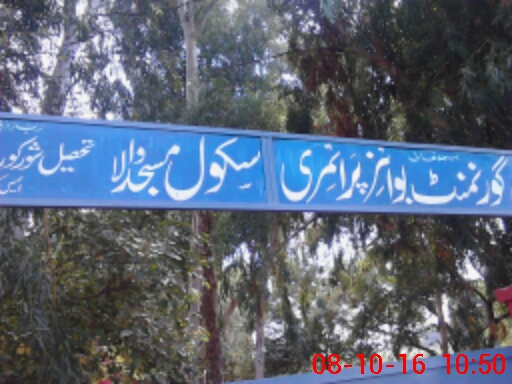 گورنمنٹ بوائز پرائمری سکول مسجد والا
تحصیل شورکوٹ
08-10-16 10:50